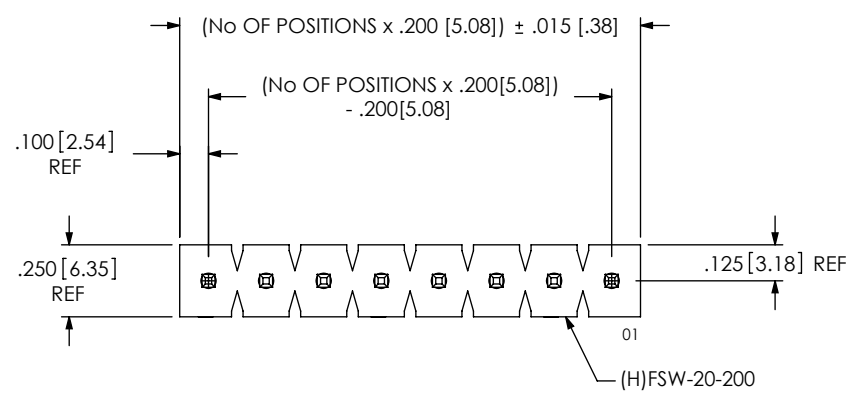 (No OF POSITIONS x .200 [5.08]) ± .015 [.38]
(No OF POSITIONS x .200[5.08])
- .200[5.08]
.100[2.54]
REF
.250[6.35]
REF
.125[3.18] REF
01
(H)FSW-20-200